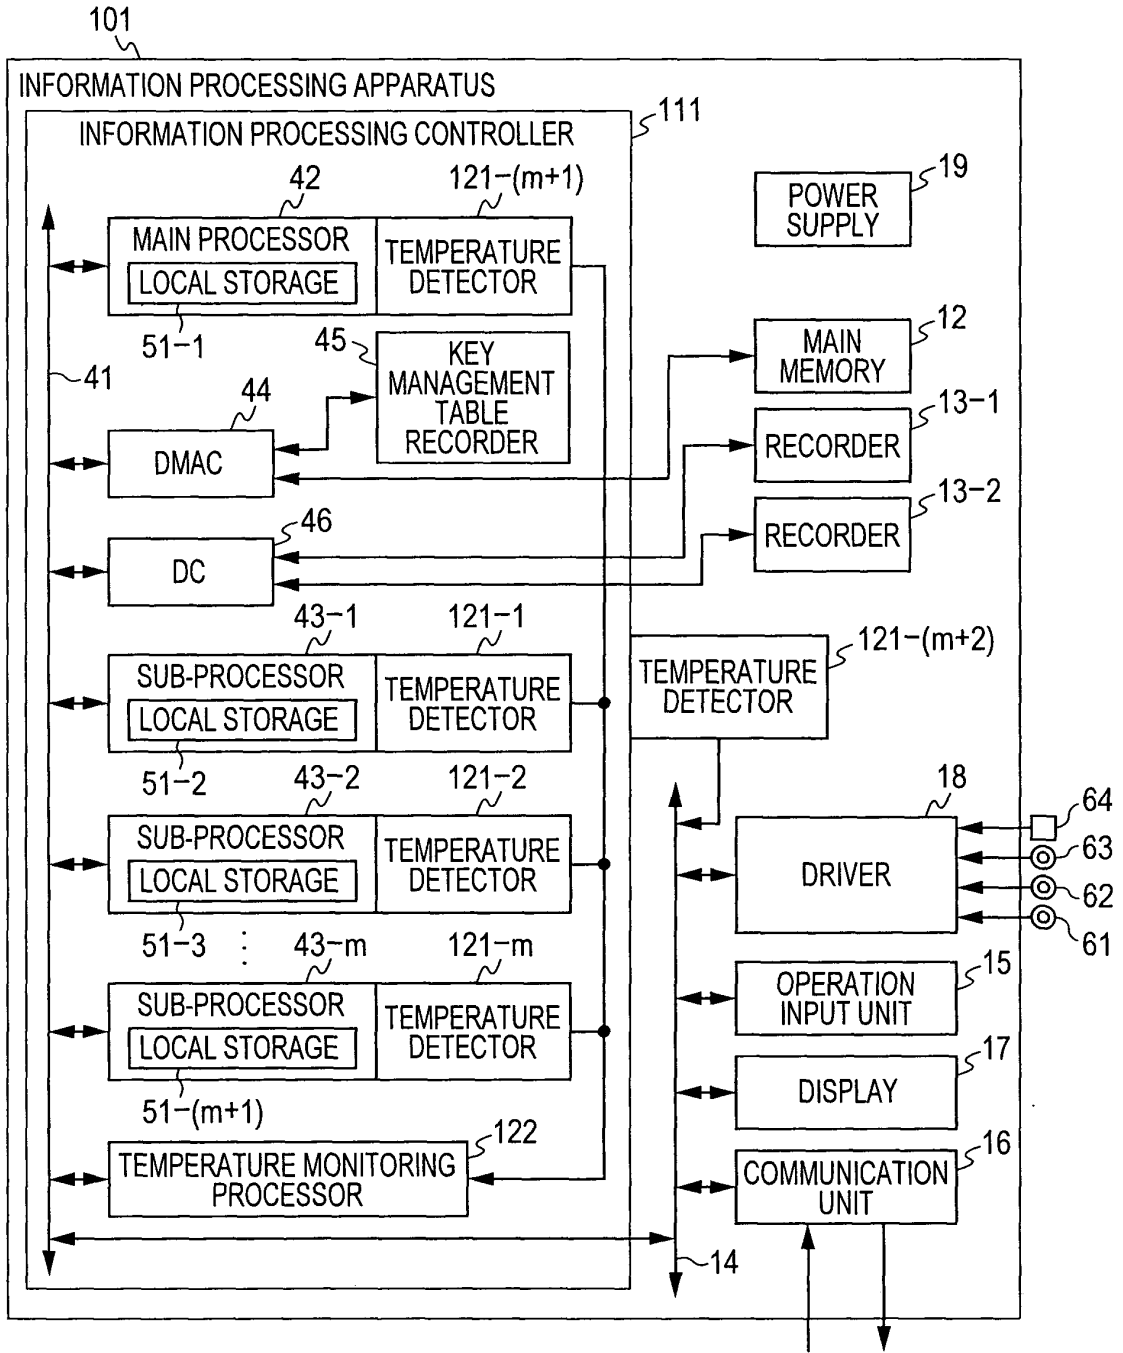 101
INFORMATION PROCESSING APPARATUS
111
INFORMATION PROCESSING CONTROLLER
42
121-(m+1)
MAIN PROCESSOR
LOCAL STORAGE
51-1
TEMPERATURE
DETECTOR
19
POWER
SUPPLY
41
45
KEY
MANAGEMENT
TABLE
RECORDER
12
MAIN
MEMORY
44
DMAC
13-1
RECORDER
13-2
RECORDER
46
DC
43-1
121-1
SUB-PROCESSOR
LOCAL STORAGE
51-2
TEMPERATURE
DETECTOR
121-(m+2)
TEMPERATURE
DETECTOR
43-2
121-2
SUB-PROCESSOR
LOCAL STORAGE
51-3
TEMPERATURE
DETECTOR
18
DRIVER
64
63
62
61
43-m
121-m
SUB-PROCESSOR
LOCAL STORAGE
51-(m+1)
TEMPERATURE
DETECTOR
15
OPERATION
INPUT UNIT
17
DISPLAY
122
TEMPERATURE MONITORING
PROCESSOR
16
COMMUNICATION
UNIT
14